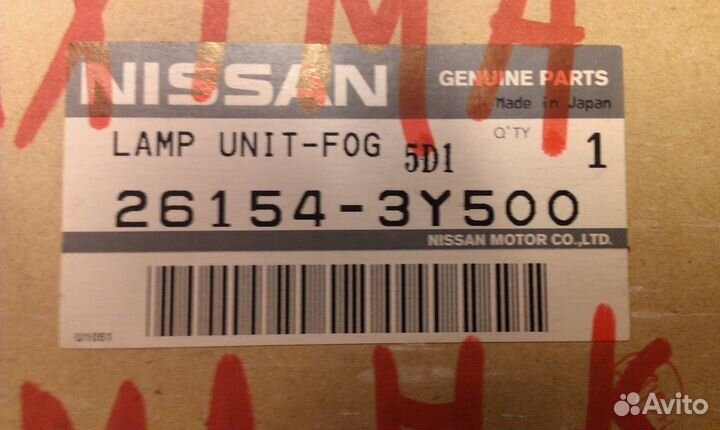 NISSAN
GENUINE PARTS
Made in Japan
LAMP UNIT-FOG 5D1
Q'TY 1
26154-3Y500
NISSAN MOTOR CO.,LTD.
W1051
Avito